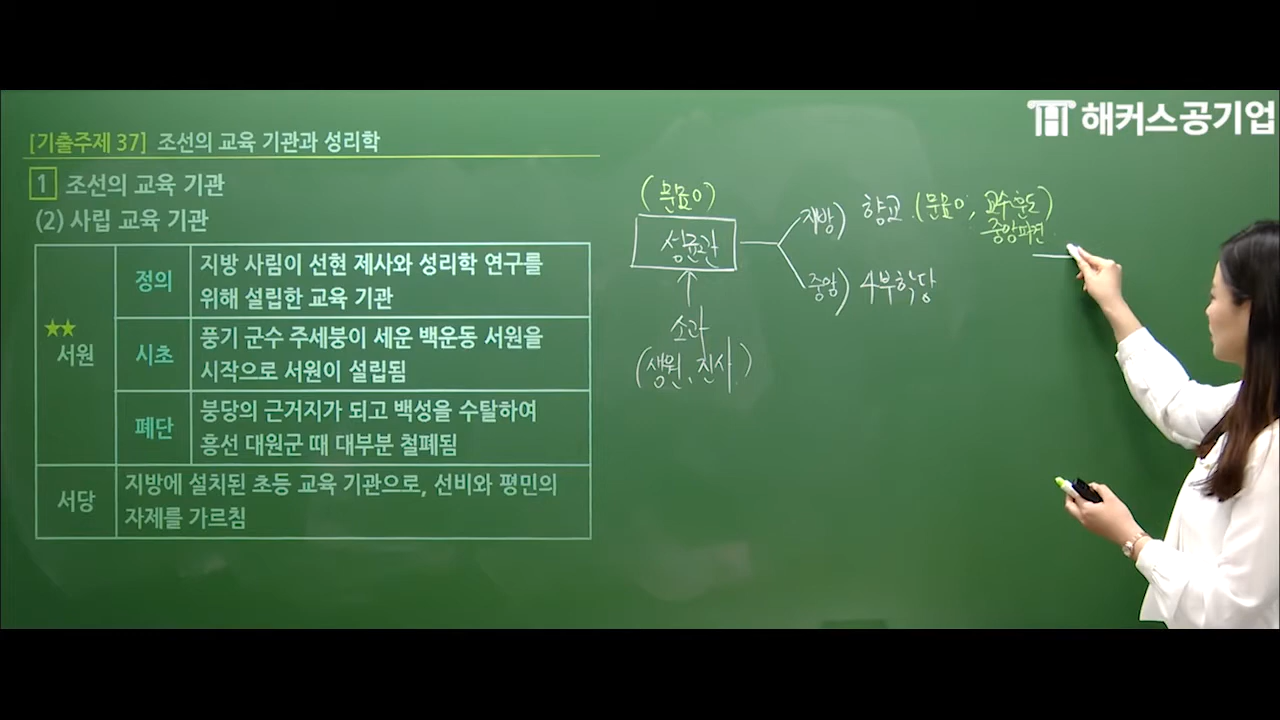 해커스공기업
[기출주제 37] 조선의 교육 기관과 성리학
1 조선의 교육 기관
(2) 사립 교육 기관
서원
정의
지방 사림이 선현 제사와 성리학 연구를
위해 설립한 교육 기관
시초
풍기 군수 주세붕이 세운 백운동 서원을
시작으로 서원이 설립됨
폐단
붕당의 근거지가 되고 백성을 수탈하여
흥선 대원군 때 대부분 철폐됨
서당
지방에 설치된 초등 교육 기관으로, 선비와 평민의
자제를 가르침
(문묘O)
성균관
소과
(생원, 진사)
지방) 향교 (문묘O, 교수·훈도)
중앙파견
중앙) 4부학당